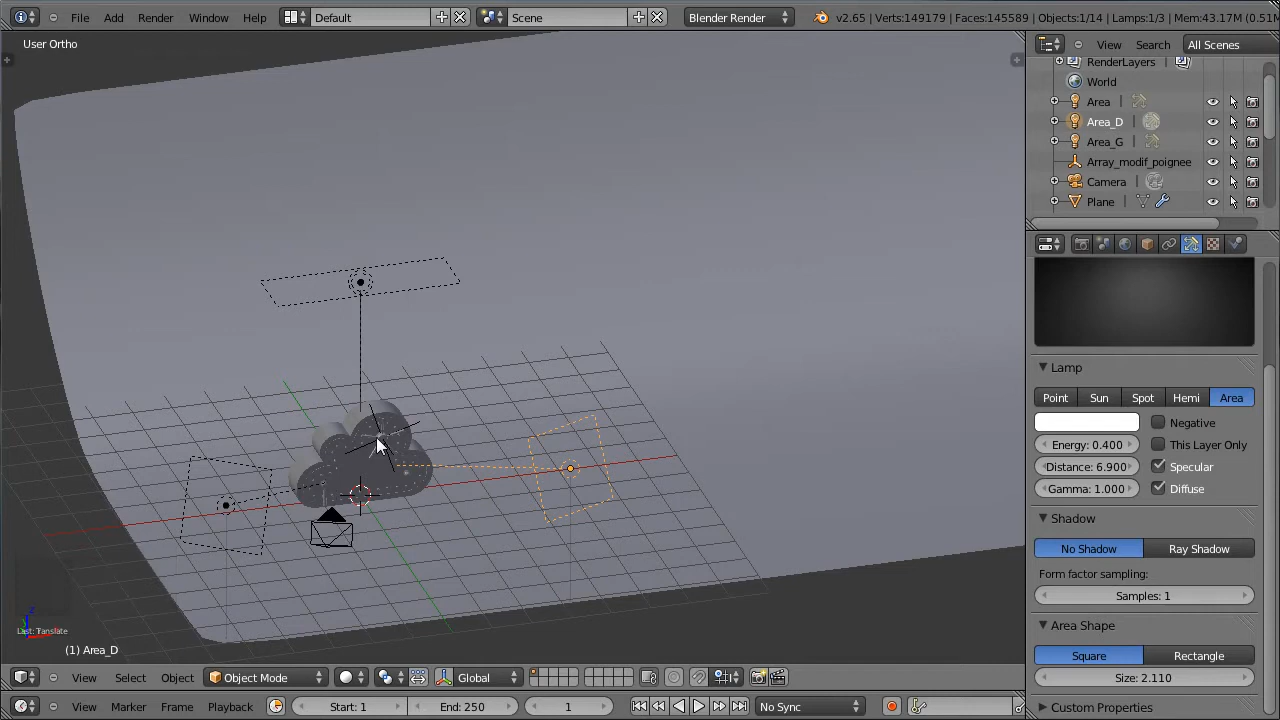 File Add Render Window Help Default Scene Blender Render v2.65 | Verts:149179 | Faces:145589 | Objects:1/14 | Lamps:1/3 | Mem:43.17M (0.51M
User Ortho
View Search All Scenes
RenderLayers
World
Area
Area_D
Area_G
Array_modif_poignee
Camera
Plane
Lamp
Point Sun Spot Hemi Area
Negative
Energy: 0.400 This Layer Only
Distance: 6.900 Specular
Gamma: 1.000 Diffuse
Shadow
No Shadow Ray Shadow
Form factor sampling:
Samples: 1
Area Shape
Square Rectangle
Size: 2.110
Custom Properties
z
Last: Translate
(1) Area_D
View Select Object Object Mode Global
View Marker Frame Playback Start: 1 End: 250 1 No Sync